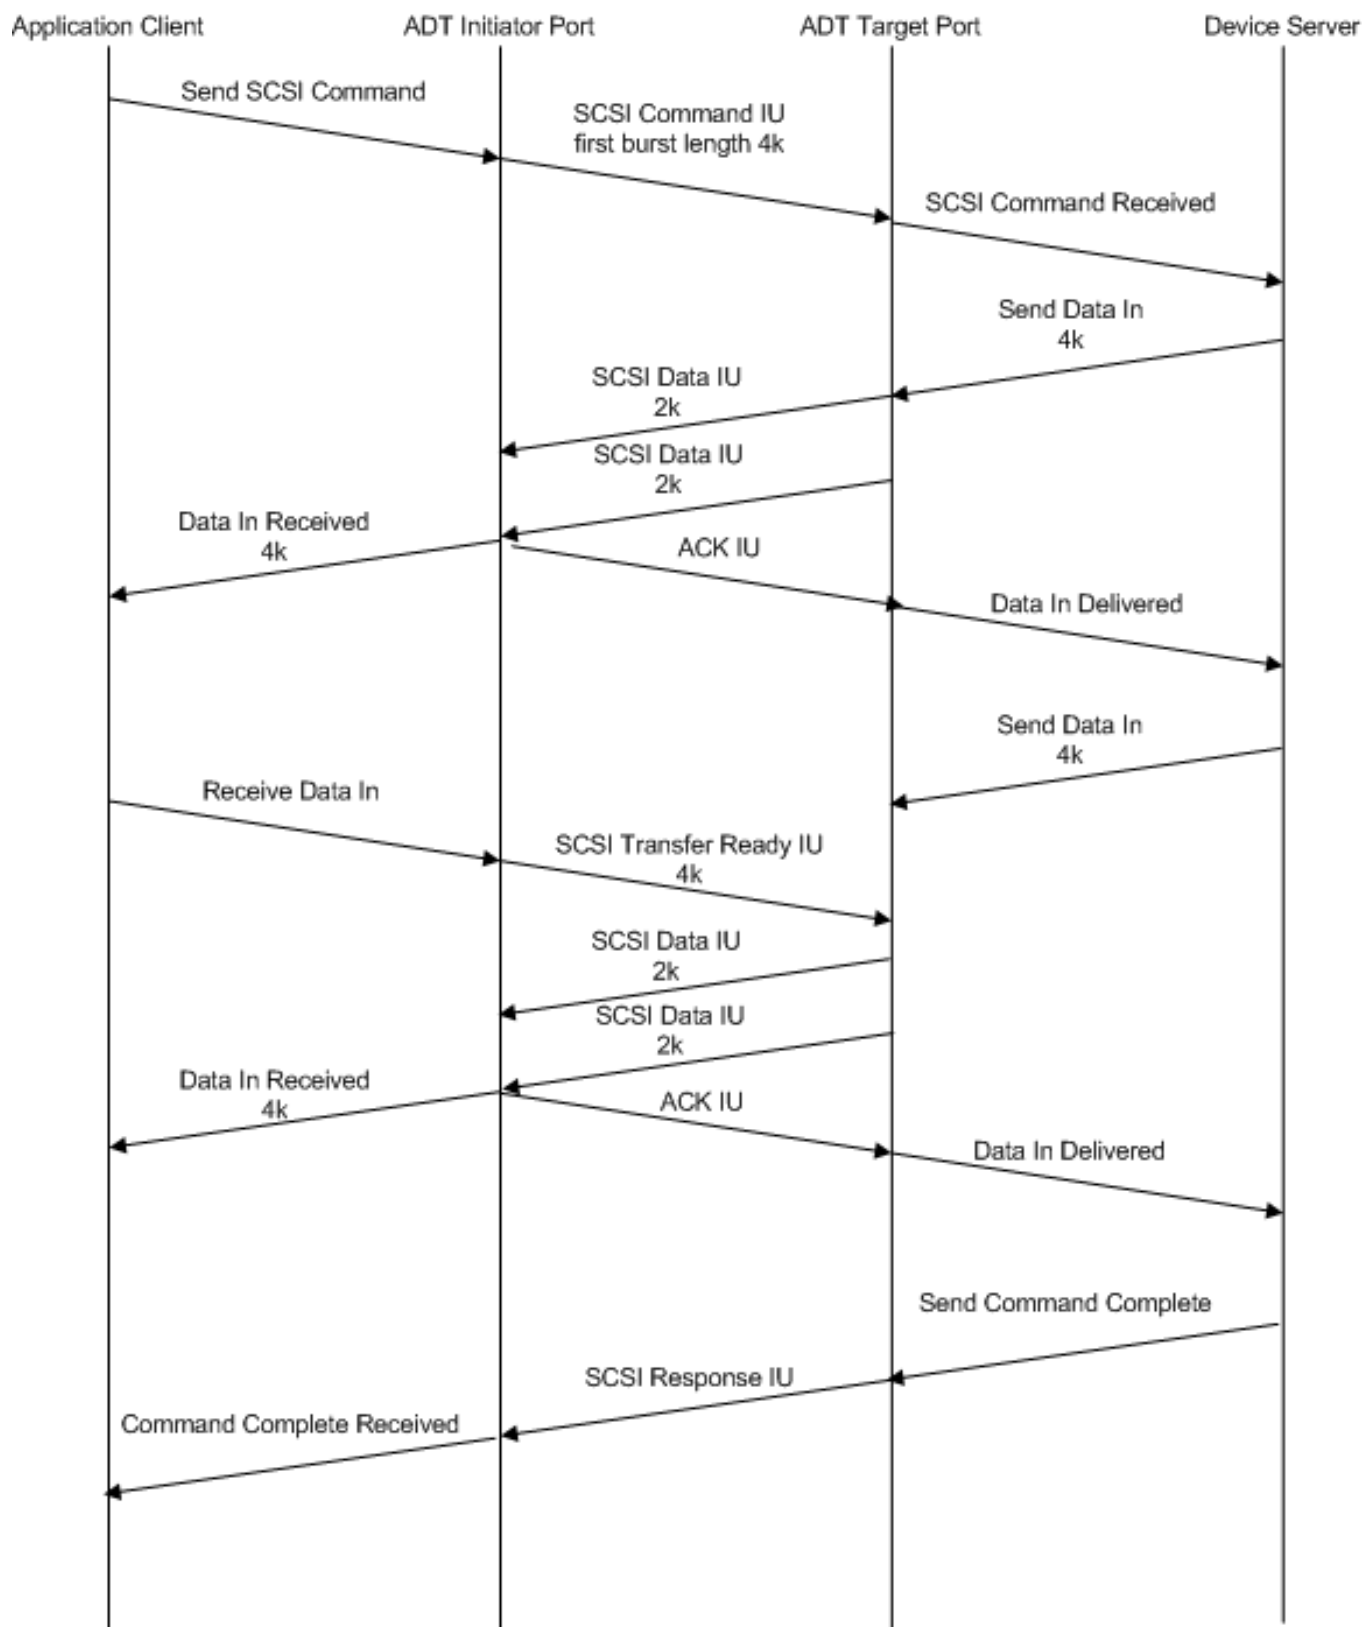 Application Client
ADT Initiator Port
ADT Target Port
Device Server
Send SCSI Command
SCSI Command IU
first burst length 4k
SCSI Command Received
Send Data In
4k
SCSI Data IU
2k
SCSI Data IU
2k
Data In Received
4k
ACK IU
Data In Delivered
Send Data In
4k
Receive Data In
SCSI Transfer Ready IU
4k
SCSI Data IU
2k
SCSI Data IU
2k
Data In Received
4k
ACK IU
Data In Delivered
Send Command Complete
SCSI Response IU
Command Complete Received